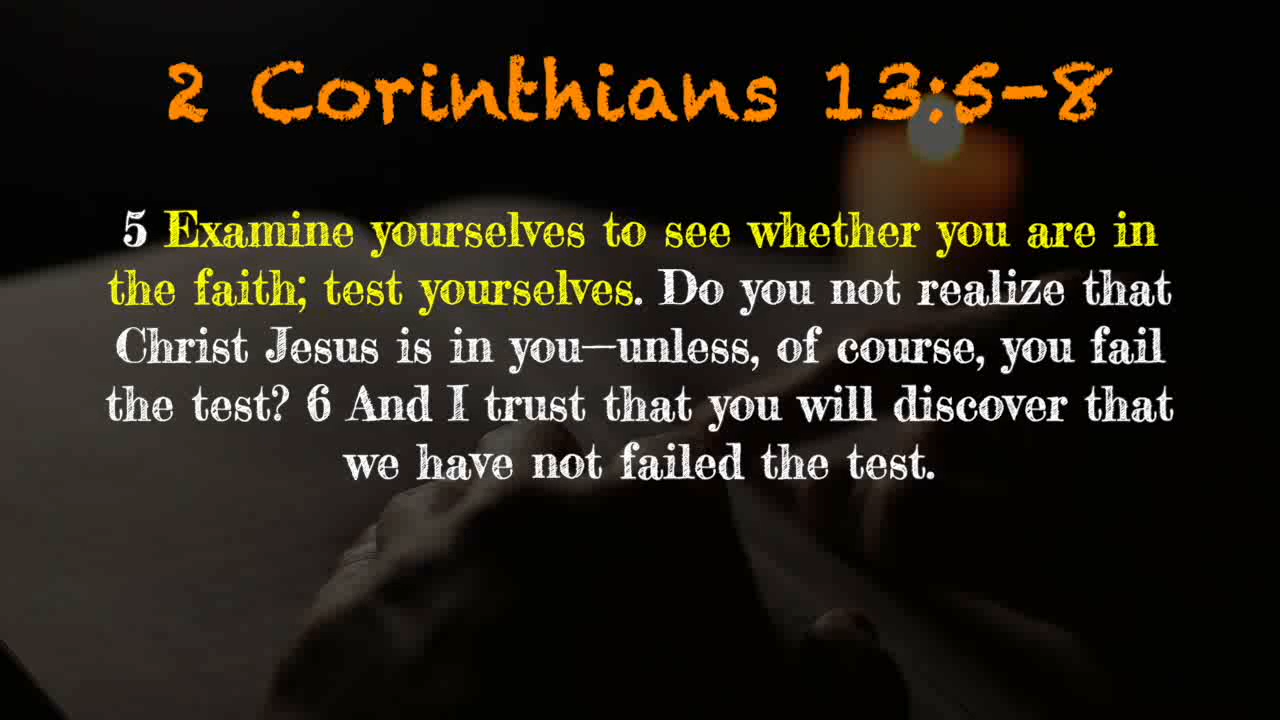 2 Corinthians 13:5-8
5 Examine yourselves to see whether you are in
the faith; test yourselves. Do you not realize that
Christ Jesus is in you—unless, of course, you fail
the test? 6 And I trust that you will discover that
we have not failed the test.